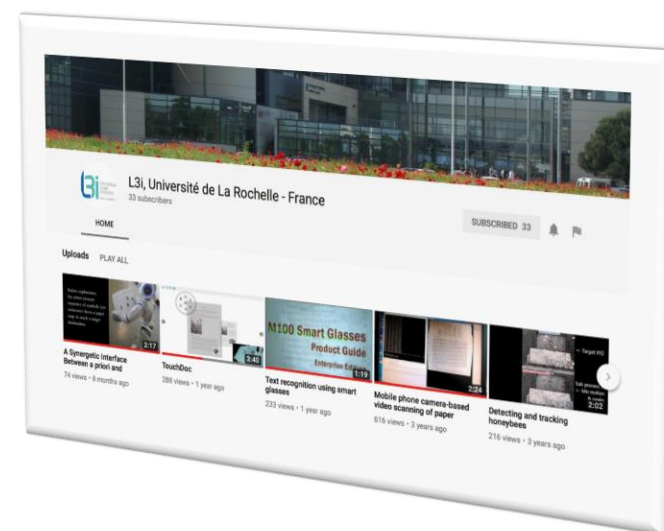 L3i
L3i, Université de La Rochelle - France
33 subscribers
SUBSCRIBED 33
HOME
Uploads PLAY ALL
2:17
A Synergetic Interface
Between a priori and
74 views • 8 months ago
3:40
TouchDoc
288 views • 1 year ago
M100 Smart Glasses
Product Guide
Enterprise Edition
1:19
Text recognition using smart
glasses
233 views • 1 year ago
2:24
Mobile phone camera-based
video scanning of paper
616 views • 3 years ago
Target XYZ
2:02
Detecting and tracking
honeybees
216 views • 3 years ago